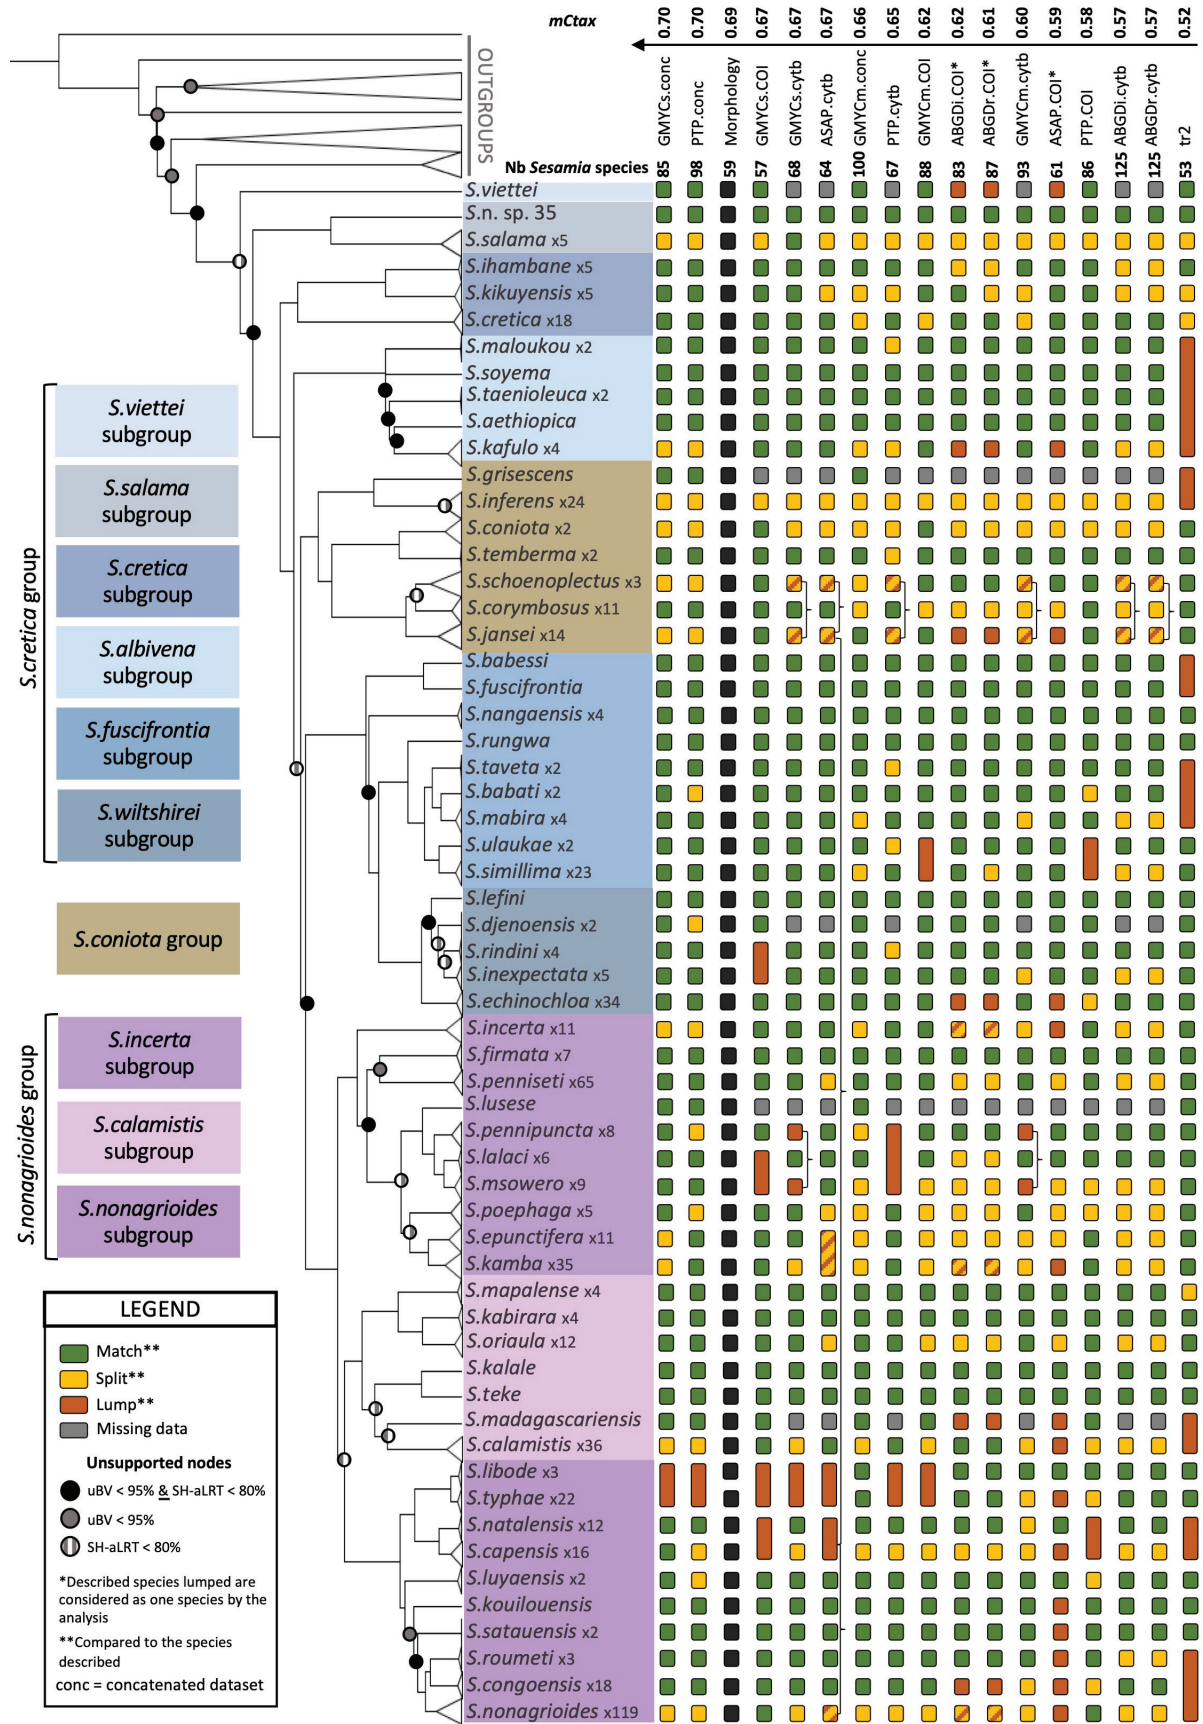 mCtax
0.70
0.70
0.69
0.67
0.67
0.67
0.66
0.65
0.62
0.62
0.61
0.60
0.59
0.58
0.57
0.57
0.52
GMYCs.conc
PTP.conc
Morphology
GMYCs.COI
GMYCs.cytb
ASAP.cytb
GMYCm.conc
PTP.cytb
GMYCm.COI
ABGDi.COI*
ABGDr.COI*
GMYCm.cytb
ASAP.COI*
PTP.COI
ABGDi.cytb
ABGDr.cytb
tr2
OUTGROUPS
Nb Sesamia species
85
98
59
57
68
64
100
67
88
83
87
93
61
86
125
125
53
S.viettei
S.n. sp. 35
S.salama x5
S.ihambane x5
S.kikuyensis x5
S.cretica x18
S.maloukou x2
S.soyema
S.taenioleuca x2
S.aethiopica
S.kafulo x4
S.grisescens
S.inferens x24
S.coniota x2
S.temberma x2
S.schoenoplectus x3
S.corymbosus x11
S.jansei x14
S.babessi
S.fuscifrontia
S.nangaensis x4
S.rungwa
S.taveta x2
S.babati x2
S.mabira x4
S.ulaukae x2
S.simillima x23
S.lefini
S.djenoensis x2
S.rindini x4
S.inexpectata x5
S.echinochloa x34
S.incerta x11
S.firmata x7
S.penniseti x65
S.lusese
S.pennipuncta x8
S.lalaci x6
S.msowero x9
S.poephaga x5
S.epunctifera x11
S.kamba x35
S.mapalense x4
S.kabirara x4
S.oriaula x12
S.kalale
S.teke
S.madagascariensis
S.calamistis x36
S.libode x3
S.typhae x22
S.natalensis x12
S.capensis x16
S.luyaensis x2
S.kouilouensis
S.satauensis x2
S.roumeti x3
S.congoensis x18
S.nonagrioides x119
S.cretica group
S.viettei
subgroup
S.salama
subgroup
S.cretica
subgroup
S.albivena
subgroup
S.fuscifrontia
subgroup
S.wiltshirei
subgroup
S.coniota group
S.nonagrioides group
S.incerta
subgroup
S.calamistis
subgroup
S.nonagrioides
subgroup
LEGEND
Match**
Split**
Lump**
Missing data
Unsupported nodes
uBV < 95% & SH-aLRT < 80%
uBV < 95%
SH-aLRT < 80%
*Described species lumped are
considered as one species by the
analysis
**Compared to the species
described
conc = concatenated dataset